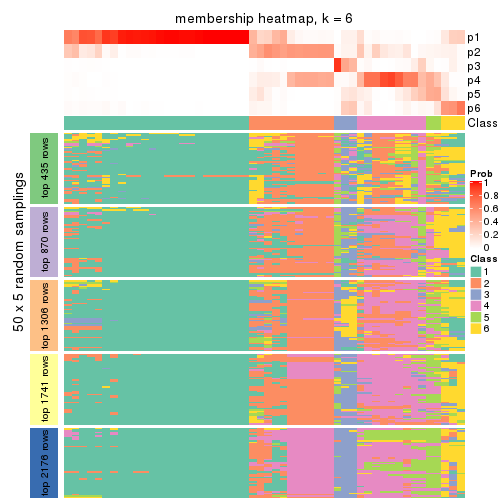 membership heatmap, k = 6
p1
p2
p3
p4
p5
p6
Class
50 x 5 random samplings
top 435 rows
top 870 rows
top 1306 rows
top 1741 rows
top 2176 rows
Prob
1
0.8
0.6
0.4
0.2
0
Class
1
2
3
4
5
6